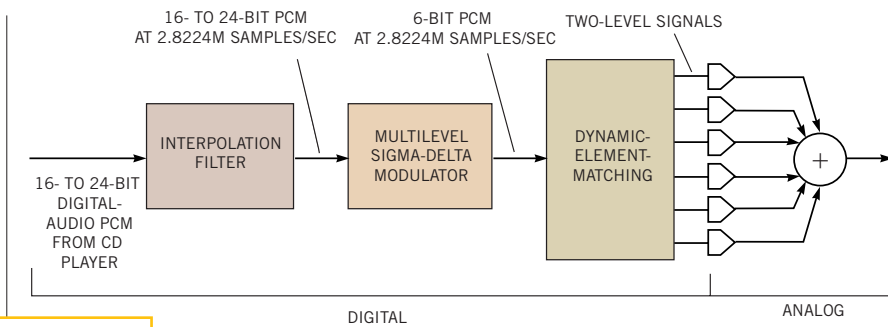 16- TO 24-BIT PCM
AT 2.8224M SAMPLES/SEC
6-BIT PCM
AT 2.8224M SAMPLES/SEC
TWO-LEVEL SIGNALS
INTERPOLATION
FILTER
MULTILEVEL
SIGMA-DELTA
MODULATOR
DYNAMIC-
ELEMENT-
MATCHING
+
16- TO 24-BIT
DIGITAL-
AUDIO PCM
FROM CD
PLAYER
DIGITAL
ANALOG